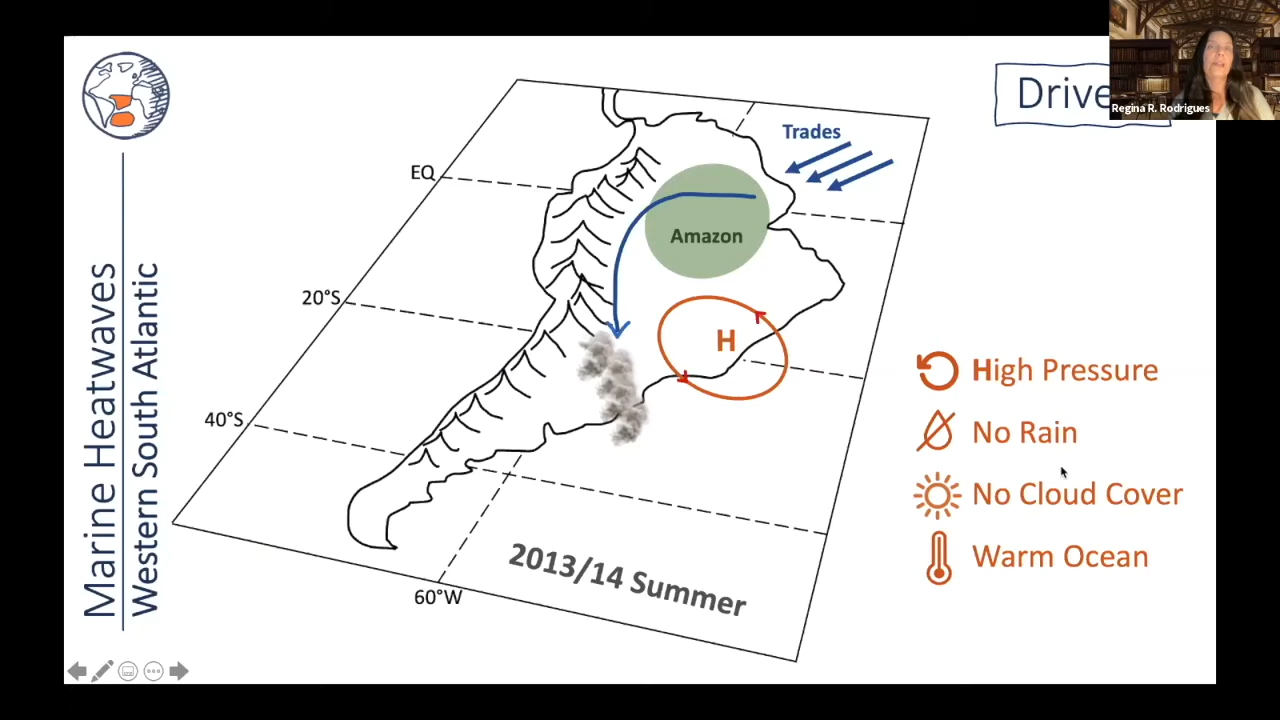 Drive
Regina R. Rodrigues
Trades
EQ
Amazon
20°S
H
High Pressure
40°S
No Rain
No Cloud Cover
Warm Ocean
2013/14 Summer
60°W
Marine Heatwaves
Western South Atlantic